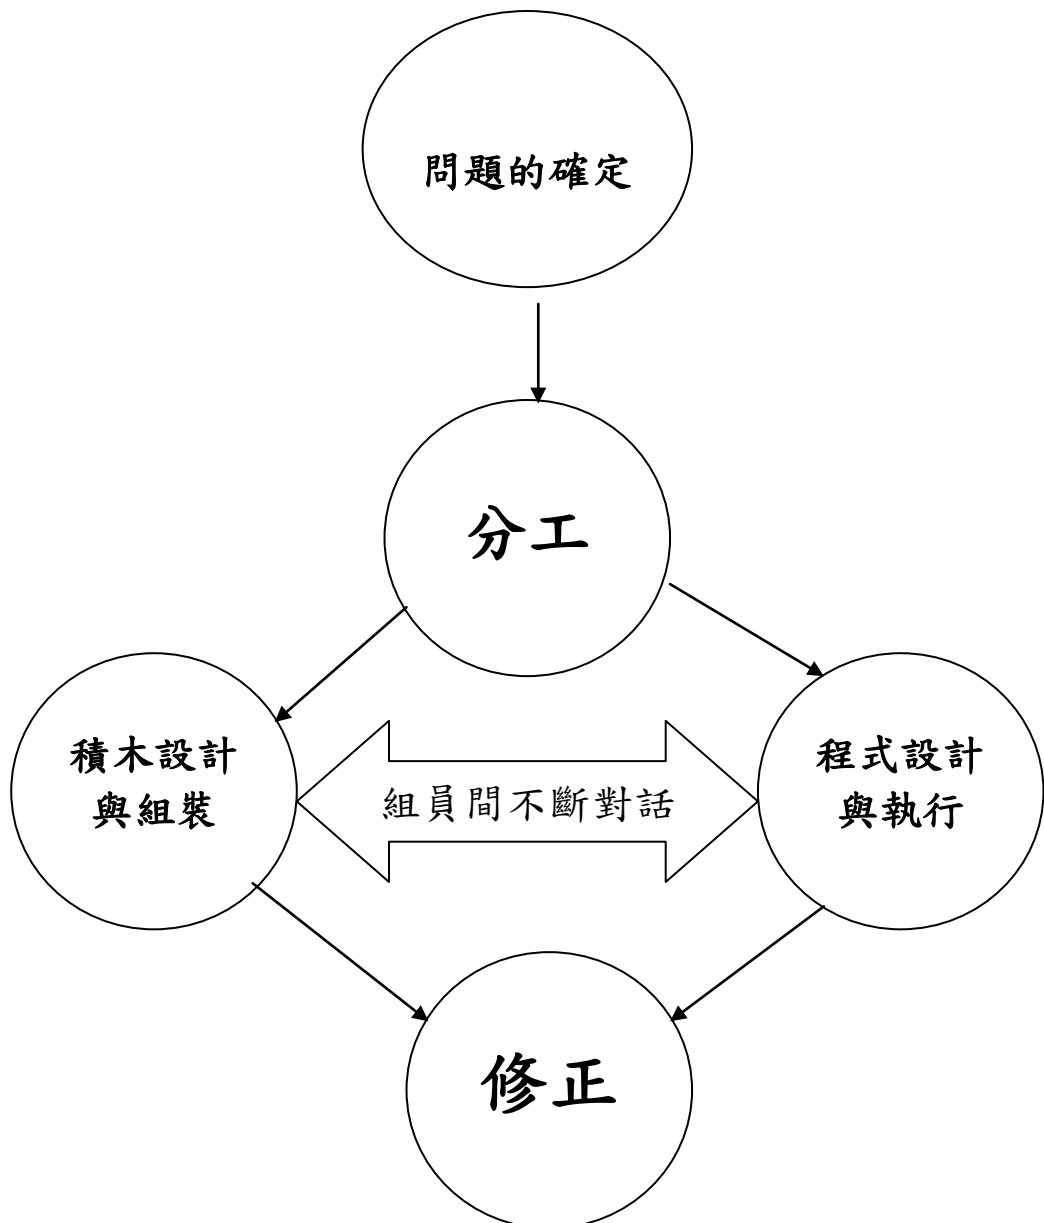 問題的確定
分工
積木設計
與組裝
組員間不斷對話
程式設計
與執行
修正